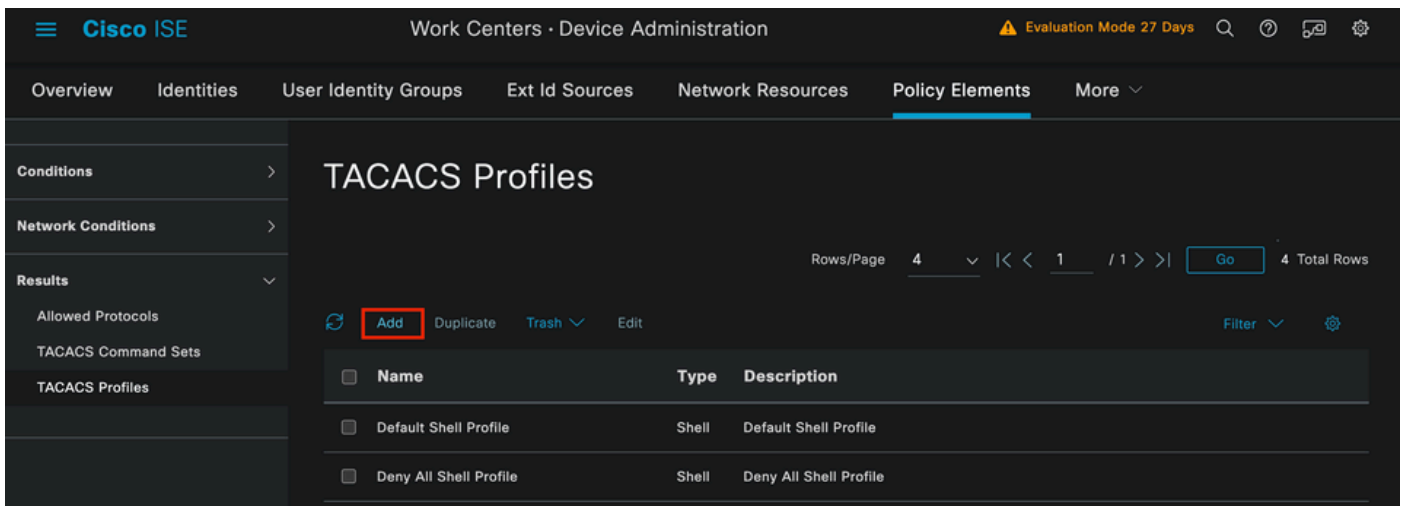 Cisco ISE
Work Centers · Device Administration
Evaluation Mode 27 Days
Overview Identities User Identity Groups Ext Id Sources Network Resources Policy Elements More
Conditions
Network Conditions
Results
Allowed Protocols
TACACS Command Sets
TACACS Profiles
TACACS Profiles
Rows/Page 4 1 / 1 Go 4 Total Rows
Add Duplicate Trash Edit Filter
Name Type Description
Default Shell Profile Shell Default Shell Profile
Deny All Shell Profile Shell Deny All Shell Profile